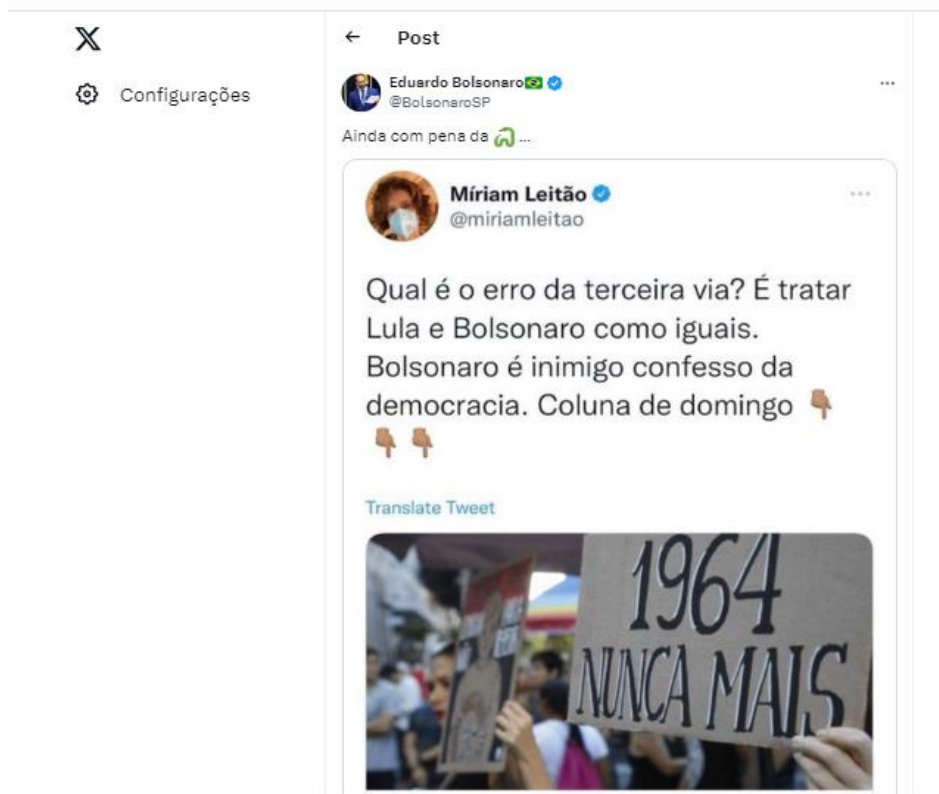 Post
Configurações
Eduardo Bolsonaro🇧🇷
@BolsonaroSP
Ainda com pena da 🐍...
Míriam Leitão
@miriamleitao
Qual é o erro da terceira via? É tratar
Lula e Bolsonaro como iguais.
Bolsonaro é inimigo confesso da
democracia. Coluna de domingo 👇🏽
👇🏽 👇🏽
Translate Tweet
1964
NUNCA MAIS